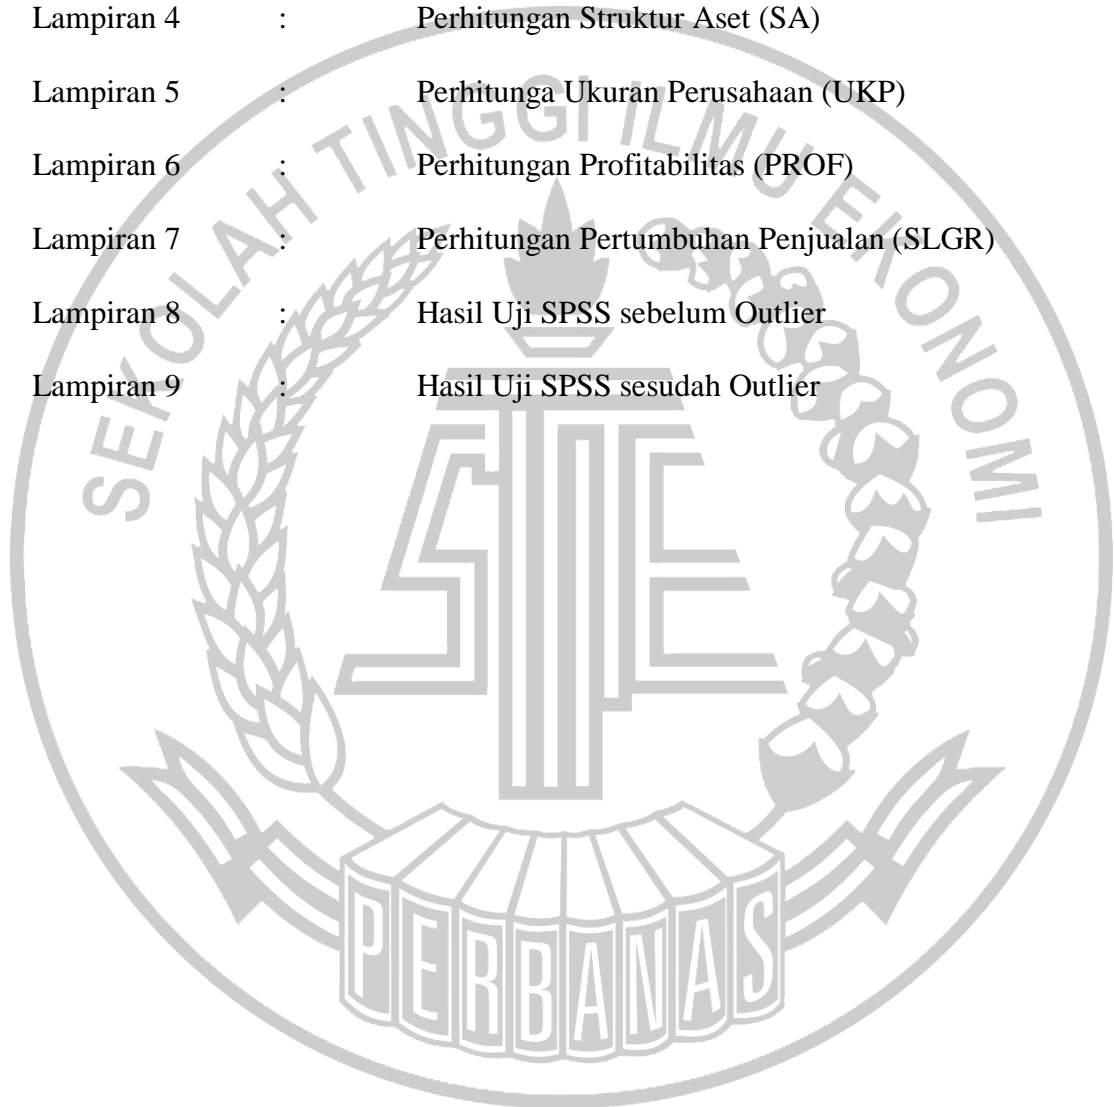 Lampiran 4 : Perhitungan Struktur Aset (SA)
Lampiran 5 : Perhitunga Ukuran Perusahaan (UKP)
Lampiran 6 : Perhitungan Profitabilitas (PROF)
Lampiran 7 : Perhitungan Pertumbuhan Penjualan (SLGR)
Lampiran 8 : Hasil Uji SPSS sebelum Outlier
Lampiran 9 : Hasil Uji SPSS sesudah Outlier
SEKOLAH TINGGI ILMU EKONOMI
STIE
PERBANAS